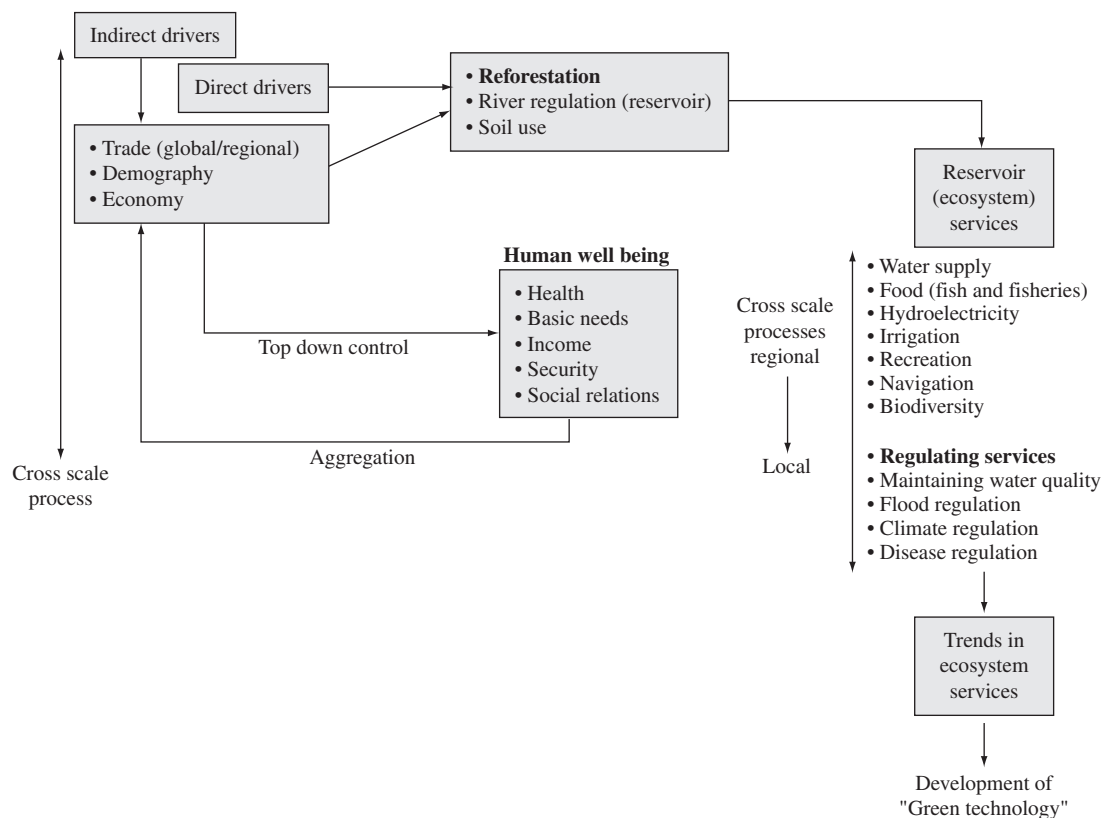 Indirect drivers
Direct drivers
• Trade (global/regional)
• Demography
• Economy
• Reforestation
• River regulation (reservoir)
• Soil use
Reservoir
(ecosystem)
services
Human well being
• Health
• Basic needs
• Income
• Security
• Social relations
Top down control
Aggregation
Cross scale
process
Cross scale
processes
regional
Local
• Water supply
• Food (fish and fisheries)
• Hydroelectricity
• Irrigation
• Recreation
• Navigation
• Biodiversity
• Regulating services
• Maintaining water quality
• Flood regulation
• Climate regulation
• Disease regulation
Trends in
ecosystem
services
Development of
"Green technology"